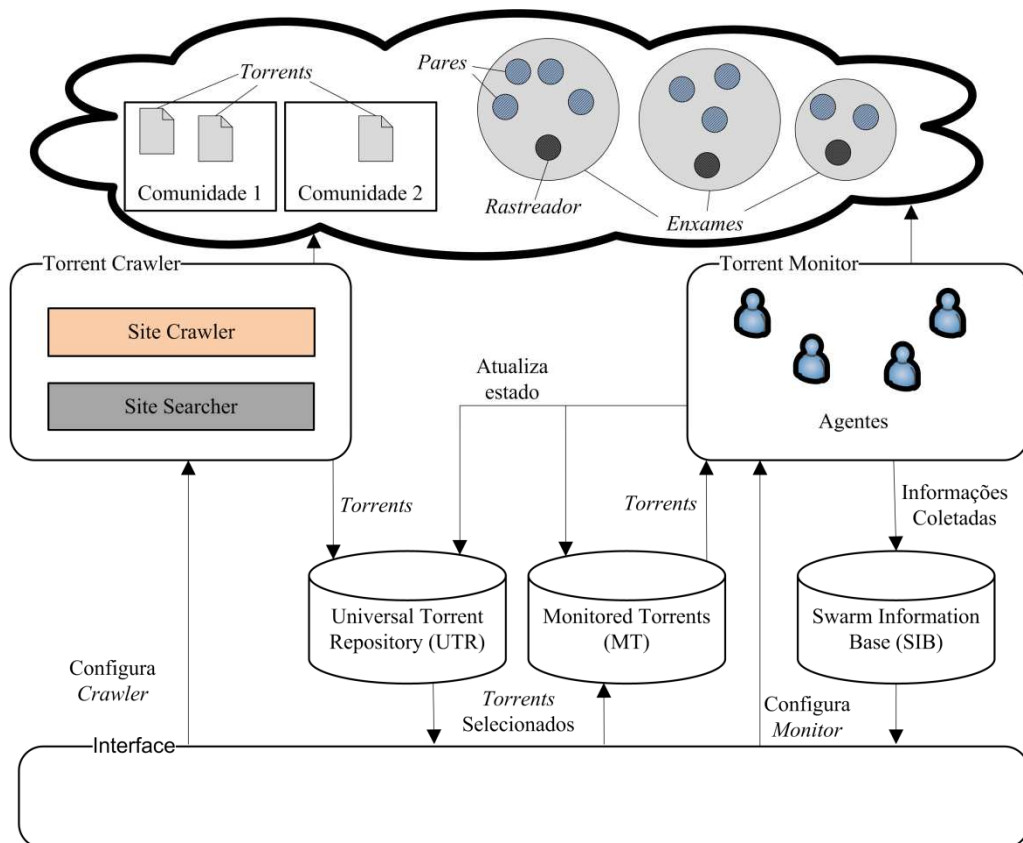 Torrents
Pares
Comunidade 1
Comunidade 2
Rastreador
Enxames
Torrent Crawler
Torrent Monitor
Site Crawler
Site Searcher
Atualiza
estado
Agentes
Torrents
Torrents
Informações
Coletadas
Universal Torrent
Repository (UTR)
Monitored Torrents
(MT)
Swarm Information
Base (SIB)
Configura
Crawler
Torrents
Selecionados
Configura
Monitor
Interface